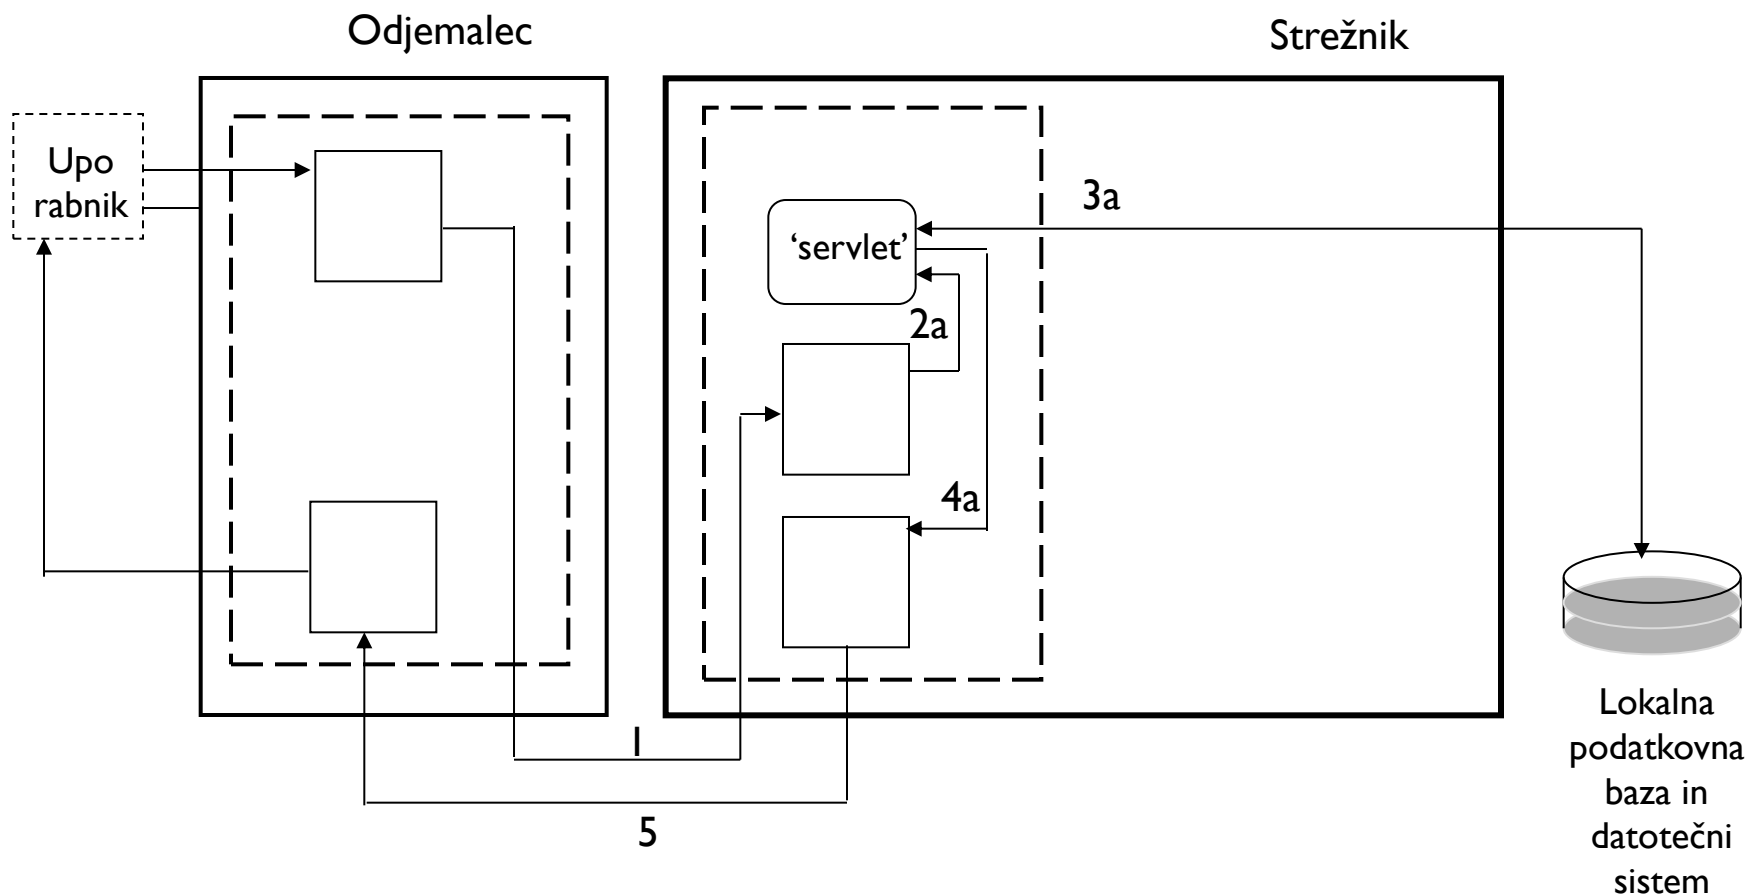 Odjemalec
Strežnik
Upo
rabnik
3a
‘servlet’
2a
4a
1
5
Lokalna
podatkovna
baza in
datotečni
sistem